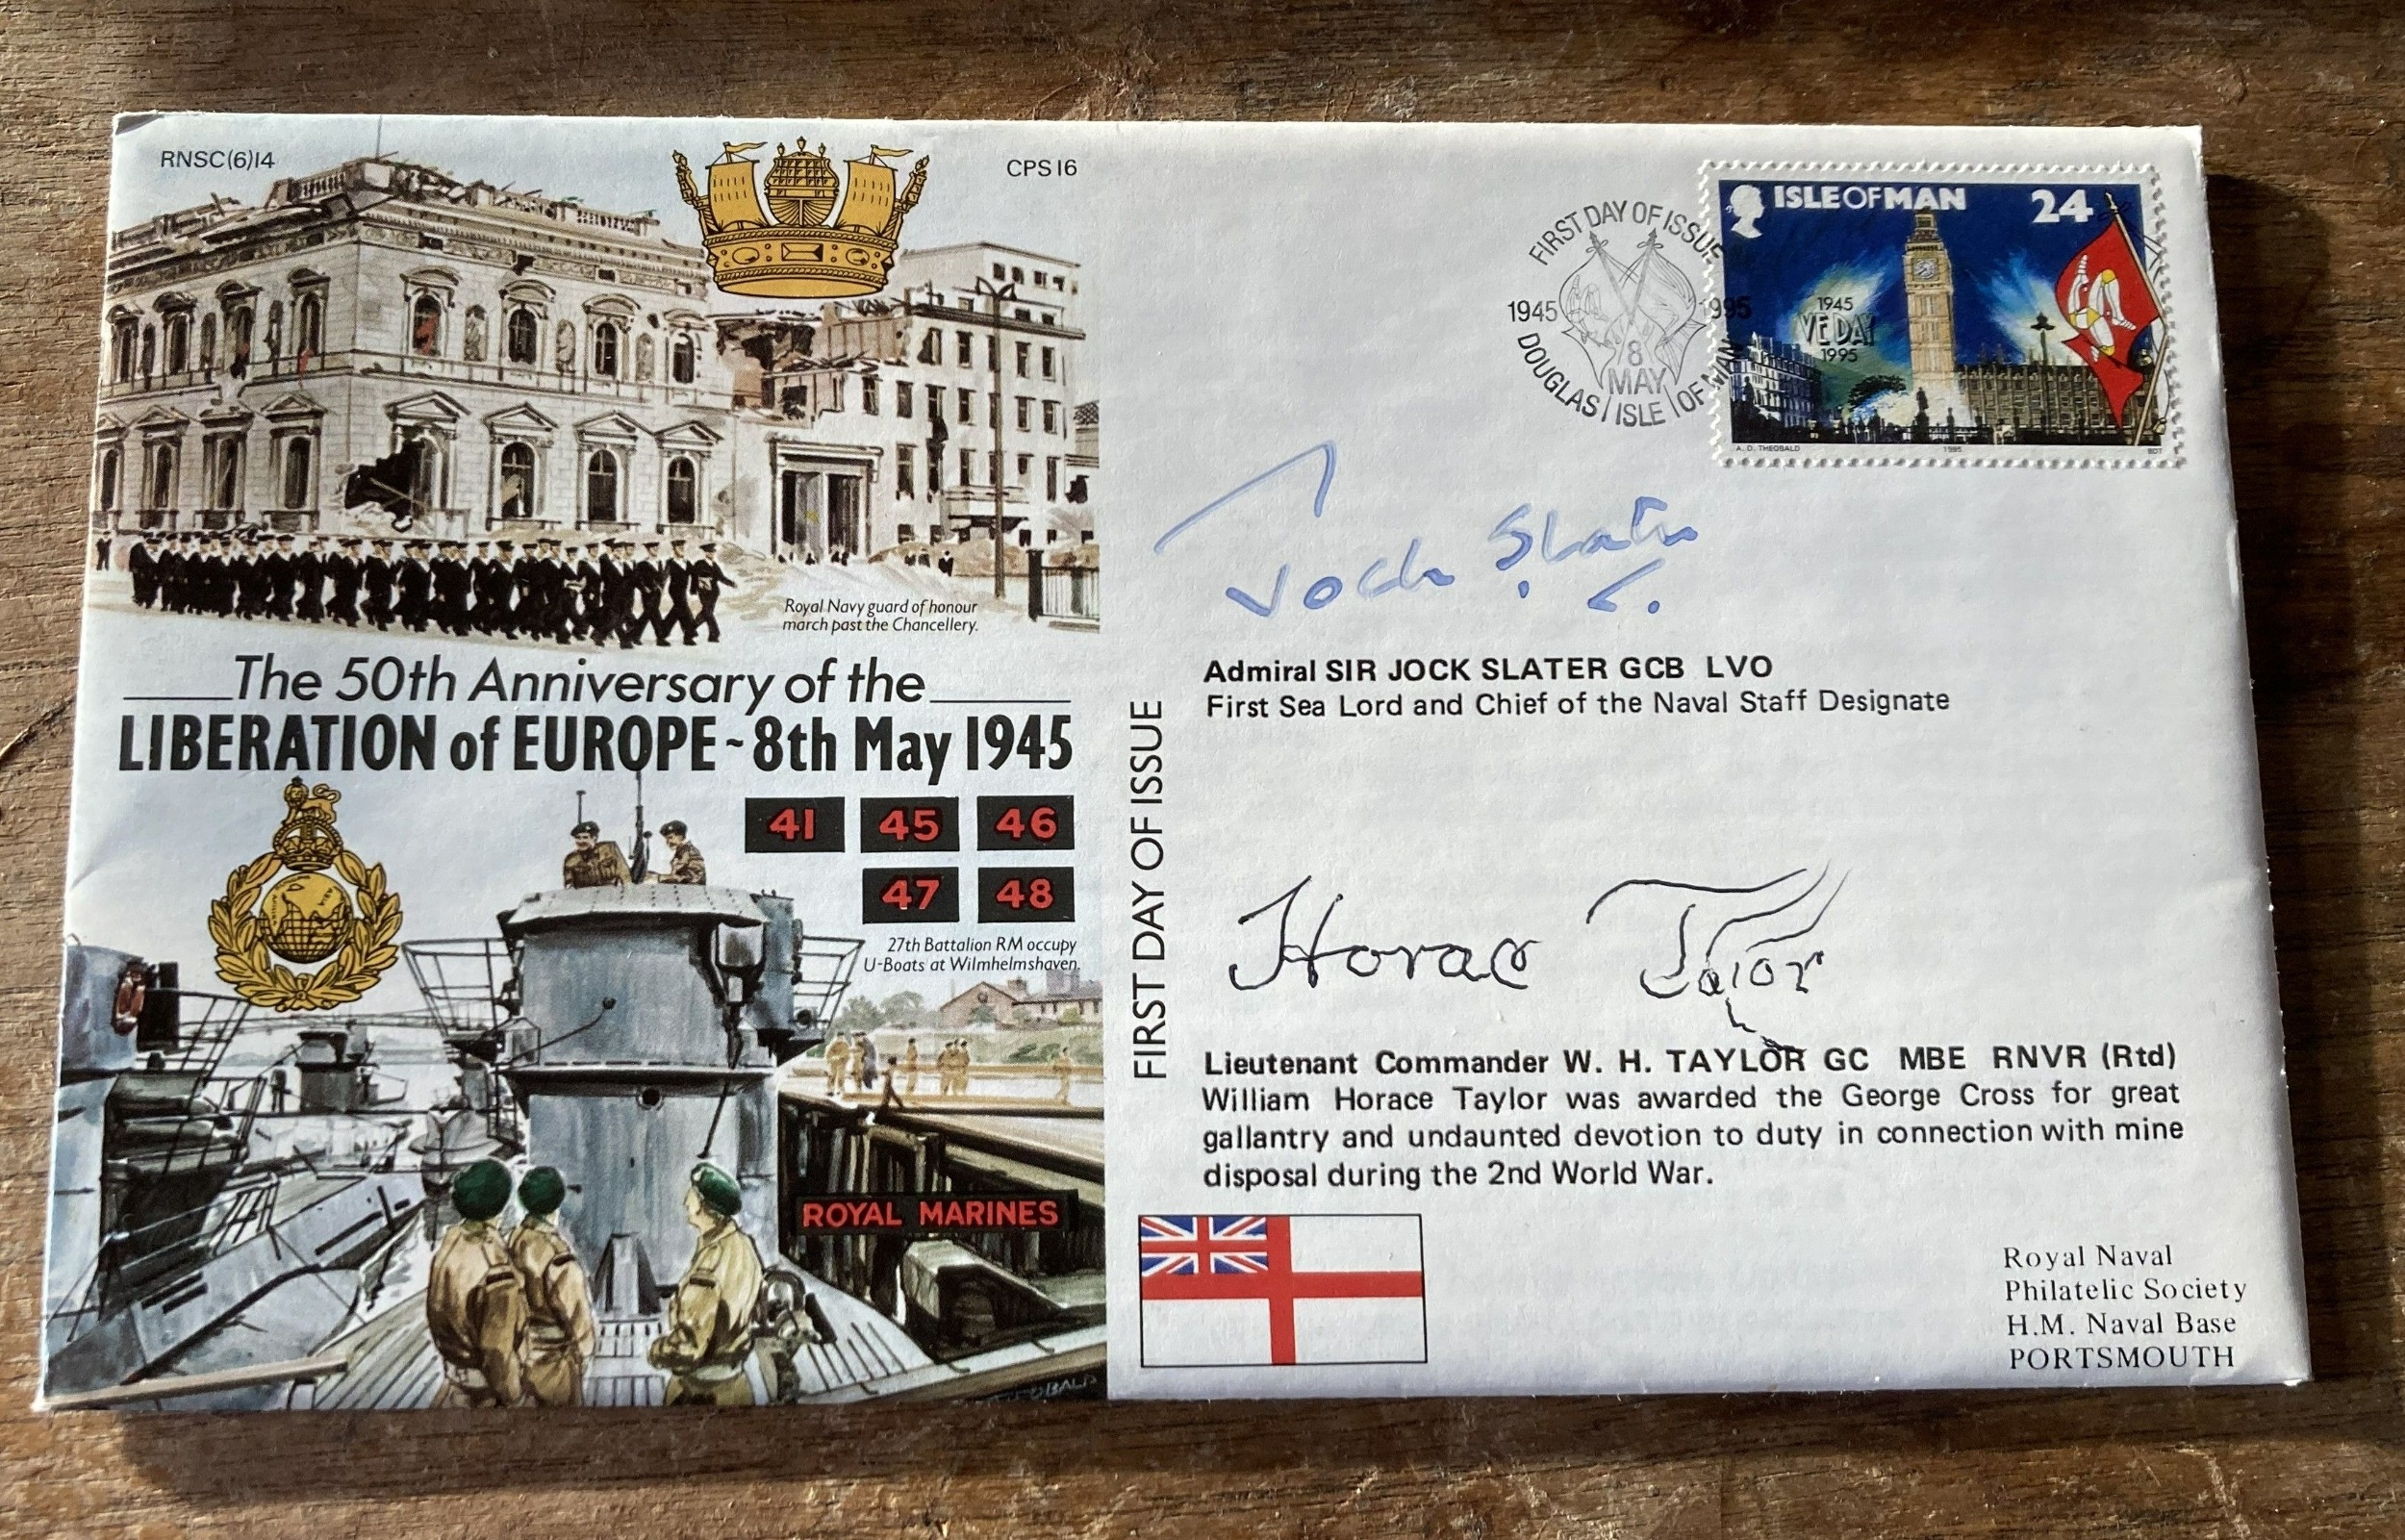 RNSC(6)14
CPS 16
Royal Navy guard of honour
march past the Chancellery.
The 50th Anniversary of the
LIBERATION of EUROPE ~ 8th May 1945
41 45 46
47 48
27th Battalion RM occupy
U-Boats at Wilmhelmshaven.
ROYAL MARINES
THEOBALD
FIRST DAY OF ISSUE
FIRST DAY OF ISSUE
1945 1995
8
MAY
DOUGLAS ISLE OF MAN
ISLE OF MAN 24
1945
VE DAY
1995
A. D. THEOBALD 1995 BDT
Jock Slater
Admiral SIR JOCK SLATER GCB LVO
First Sea Lord and Chief of the Naval Staff Designate
Horace Taylor
Lieutenant Commander W. H. TAYLOR GC MBE RNVR (Rtd)
William Horace Taylor was awarded the George Cross for great
gallantry and undaunted devotion to duty in connection with mine
disposal during the 2nd World War.
Royal Naval
Philatelic Society
H.M. Naval Base
PORTSMOUTH